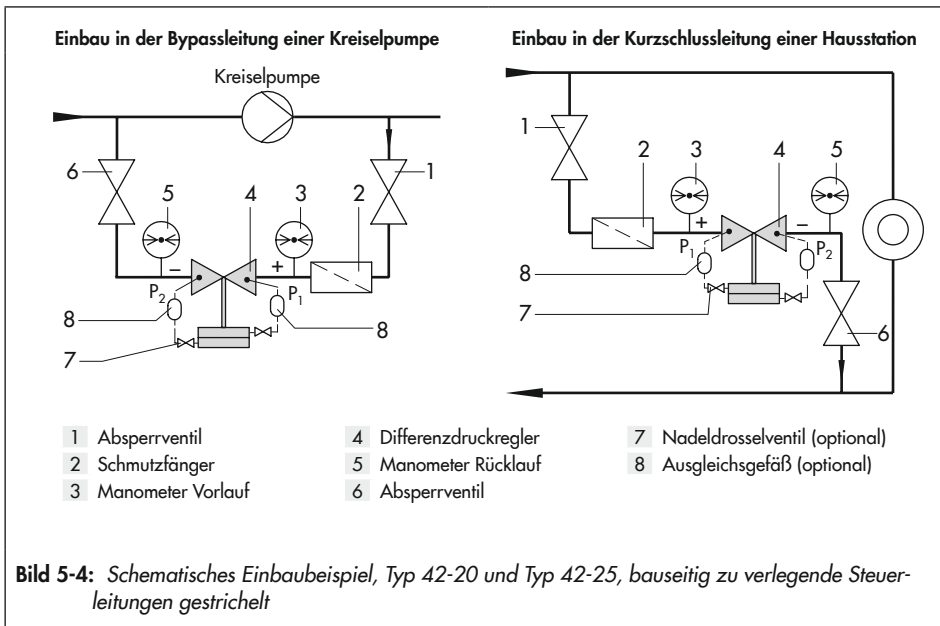 Einbau in der Bypassleitung einer Kreiselpumpe
Kreiselpumpe
6
5
4
3
2
1
–
+
P2
P1
8
8
7
Einbau in der Kurzschlussleitung einer Hausstation
1
2
3
4
5
+
–
P1
P2
8
7
6
1 Absperrventil
2 Schmutzfänger
3 Manometer Vorlauf
4 Differenzdruckregler
5 Manometer Rücklauf
6 Absperrventil
7 Nadeldrosselventil (optional)
8 Ausgleichsgefäß (optional)
Bild 5-4: Schematisches Einbaubeispiel, Typ 42-20 und Typ 42-25, bauseitig zu verlegende Steuer-
leitungen gestrichelt